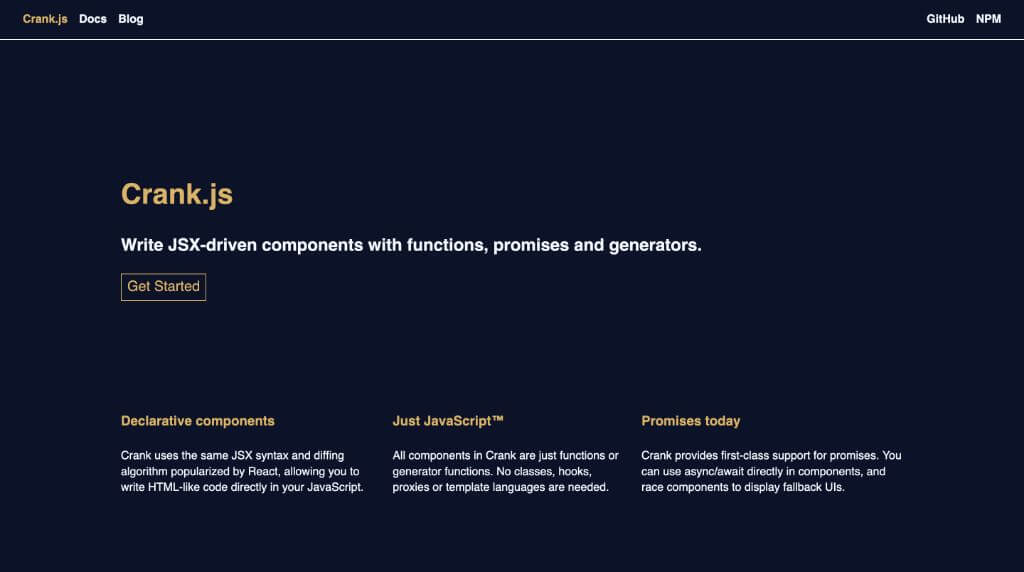 Crank.js Docs Blog GitHub NPM
Crank.js
Write JSX-driven components with functions, promises and generators.
Get Started
Declarative components
Crank uses the same JSX syntax and diffing
algorithm popularized by React, allowing you to
write HTML-like code directly in your JavaScript.
Just JavaScript™
All components in Crank are just functions or
generator functions. No classes, hooks,
proxies or template languages are needed.
Promises today
Crank provides first-class support for promises. You
can use async/await directly in components, and
race components to display fallback UIs.